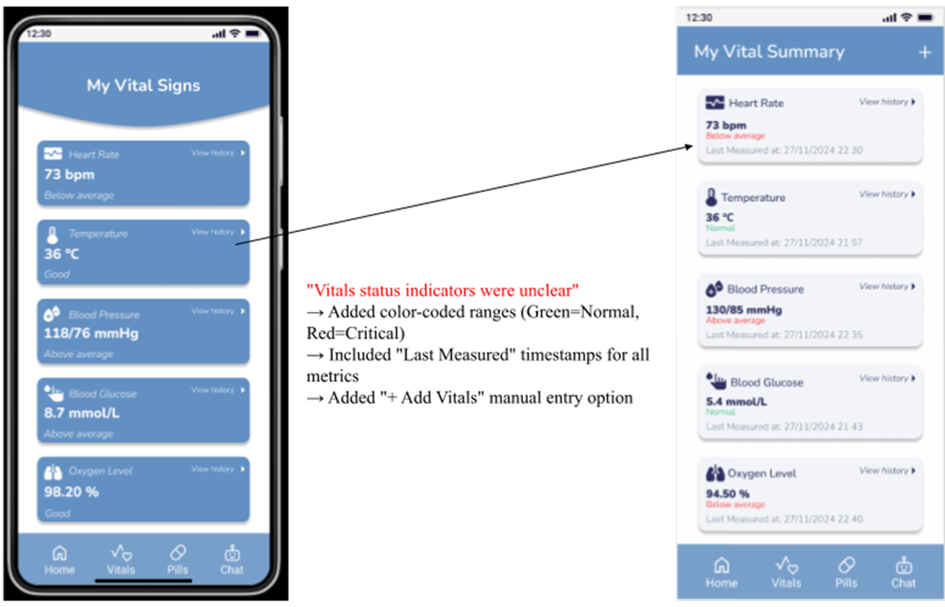 12:30
My Vital Signs
Heart Rate
View history
73 bpm
Below average
Temperature
View history
36 °C
Good
Blood Pressure
View history
118/76 mmHg
Above average
Blood Glucose
View history
8.7 mmol/L
Above average
Oxygen Level
View history
98.20 %
Good
Home Vitals Pills Chat
"Vitals status indicators were unclear"
→ Added color-coded ranges (Green=Normal,
Red=Critical)
→ Included "Last Measured" timestamps for all
metrics
→ Added "+ Add Vitals" manual entry option
12:30
My Vital Summary +
Heart Rate
View history
73 bpm
Below average
Last Measured at: 27/11/2024 22 30
Temperature
View history
36 °C
Normal
Last Measured at: 27/11/2024 21 57
Blood Pressure
View history
130/85 mmHg
Above average
Last Measured at: 27/11/2024 22 35
Blood Glucose
View history
5.4 mmol/L
Normal
Last Measured at: 27/11/2024 21 43
Oxygen Level
View history
94.50 %
Below average
Last Measured at: 27/11/2024 22 40
Home Vitals Pills Chat